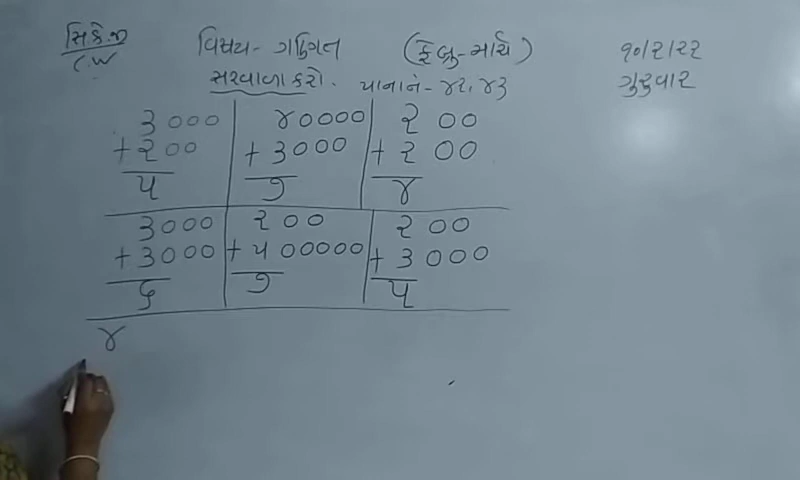 સિકેજી વિષય- ગણિત (ફેબ્રુ-માર્ચ) ૧૦/૨/૨૨
C.W સરવાળા કરો. પાનાનં- ૪૨,૪૩ ગુરુવાર
૩૦૦૦ ૪૦૦૦૦ ૨૦૦
+૨૦૦ +૩૦૦૦ +૨૦૦
૫ ૭ ૪
૩૦૦૦ ૨૦૦ ૨૦૦
+૩૦૦૦ +૫૦૦૦૦૦ +૩૦૦૦
૬ ૭ ૫
૪